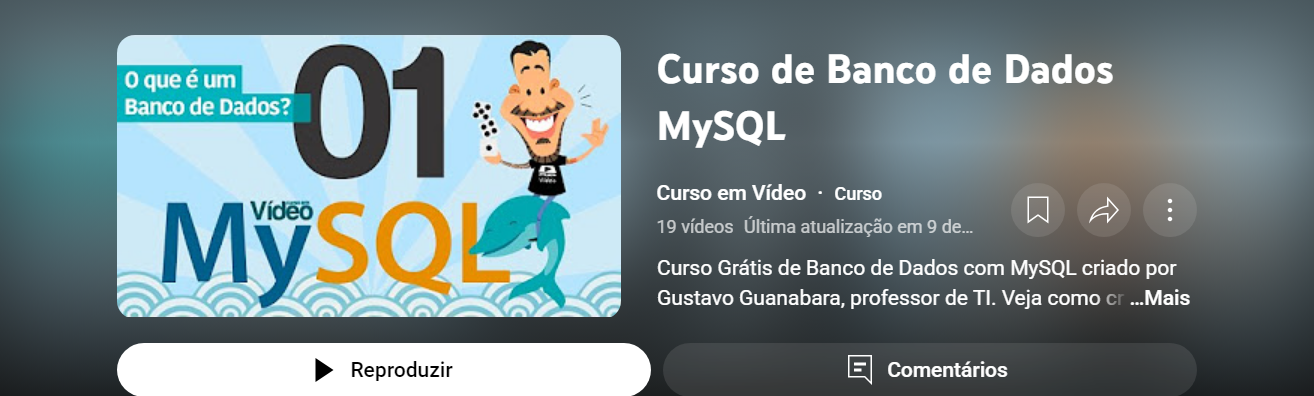 O que é um
Banco de Dados?
01
MySQL
Vídeo
Curso de Banco de Dados
MySQL
Curso em Vídeo · Curso
19 vídeos Última atualização em 9 de...
Curso Grátis de Banco de Dados com MySQL criado por
Gustavo Guanabara, professor de TI. Veja como cr ...Mais
Reproduzir
Comentários